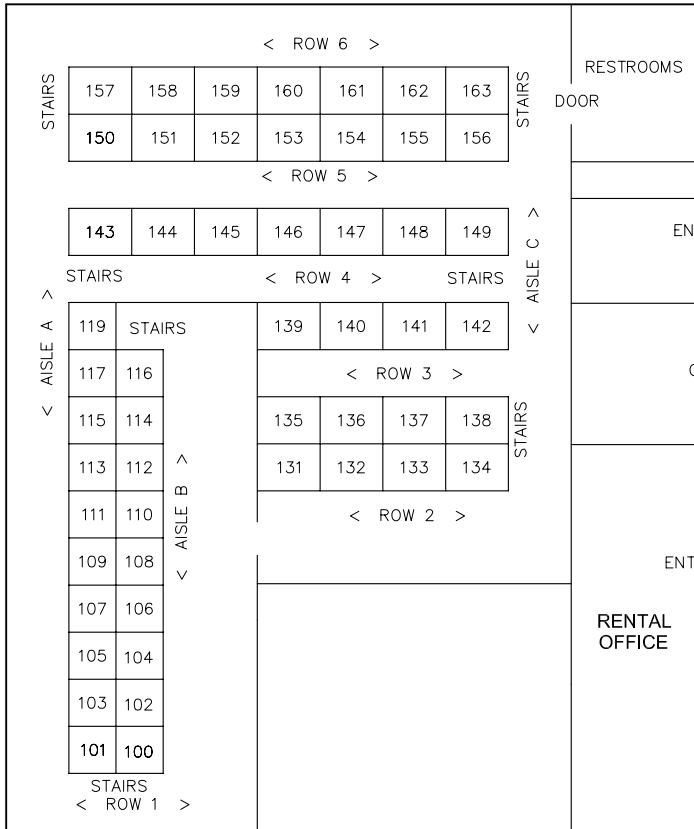 < ROW 6 >
RESTROOMS
STAIRS
157 158 159 160 161 162 163
STAIRS
DOOR
150 151 152 153 154 155 156
< ROW 5 >
143 144 145 146 147 148 149
< AISLE C >
EN
STAIRS
< ROW 4 >
STAIRS
< AISLE A >
119 STAIRS 139 140 141 142
117 116
< ROW 3 >
115 114 135 136 137 138
STAIRS
113 112 131 132 133 134
< AISLE B >
111 110
< ROW 2 >
109 108
ENT
107 106
RENTAL
OFFICE
105 104
103 102
101 100
STAIRS
< ROW 1 >